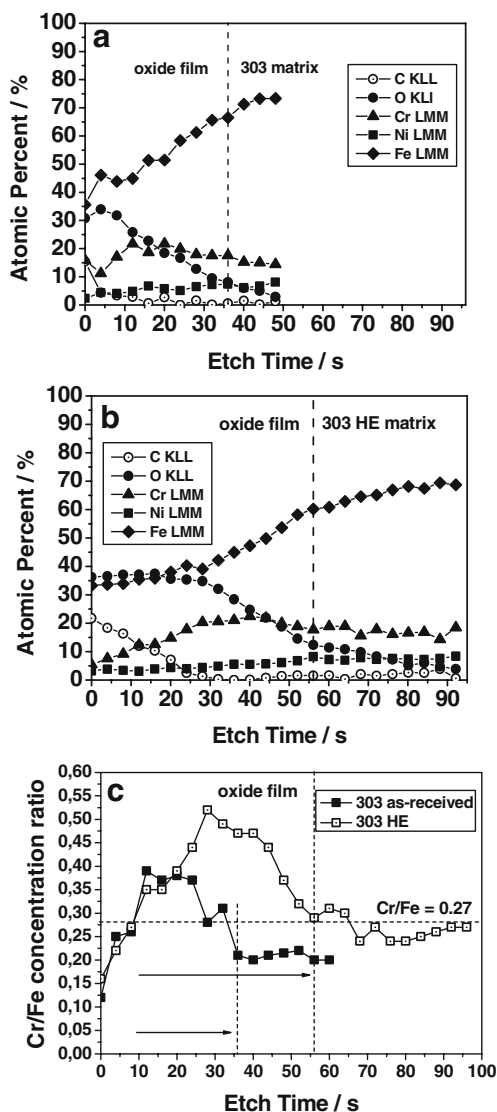 a
oxide film
303 matrix
C KLL
O KLl
Cr LMM
Ni LMM
Fe LMM
Atomic Percent / %
100
90
80
70
60
50
40
30
20
10
0
0 10 20 30 40 50 60 70 80 90
Etch Time / s
b
oxide film
303 HE matrix
C KLL
O KLL
Cr LMM
Ni LMM
Fe LMM
Atomic Percent / %
100
90
80
70
60
50
40
30
20
10
0
0 10 20 30 40 50 60 70 80 90
Etch Time / s
c
oxide film
303 as-received
303 HE
Cr/Fe = 0.27
Cr/Fe concentration ratio
0,60
0,55
0,50
0,45
0,40
0,35
0,30
0,25
0,20
0,15
0,10
0,05
0,00
0 10 20 30 40 50 60 70 80 90 100
Etch Time / s